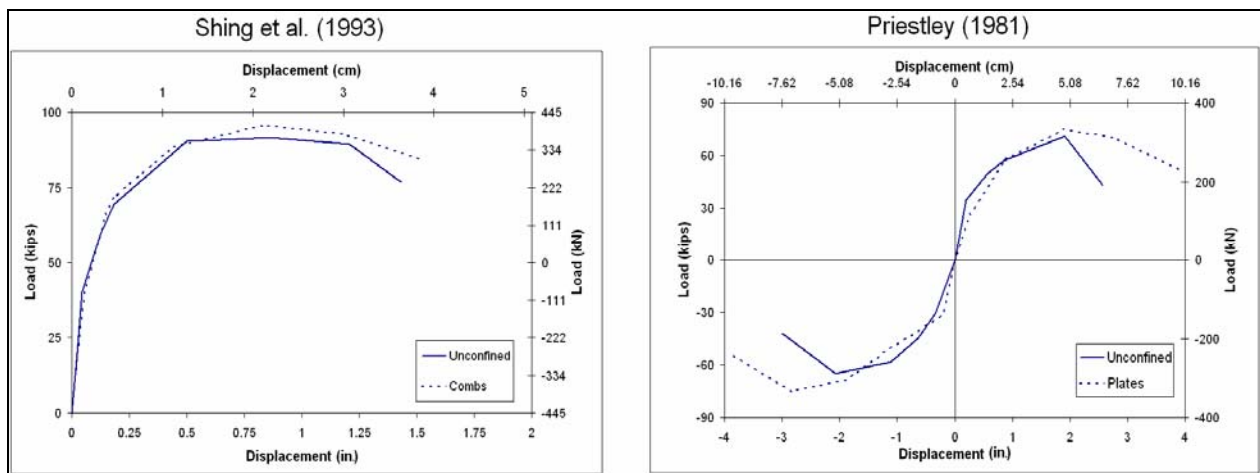 Shing et al. (1993)
Displacement (cm)
0 1 2 3 4 5
100 75 50 25 0
Load (kips)
445 334 222 111 0 -111 -222 -334 -445
Load (kN)
Unconfined
Combs
0 0.25 0.5 0.75 1 1.25 1.5 1.75 2
Displacement (in.)
Priestley (1981)
Displacement (cm)
-10.16 -7.62 -5.08 -2.54 0 2.54 5.08 7.62 10.16
90 60 30 0 -30 -60 -90
Load (kips)
400 200 0 -200 -400
Load (kN)
Unconfined
Plates
-4 -3 -2 -1 0 1 2 3 4
Displacement (in.)